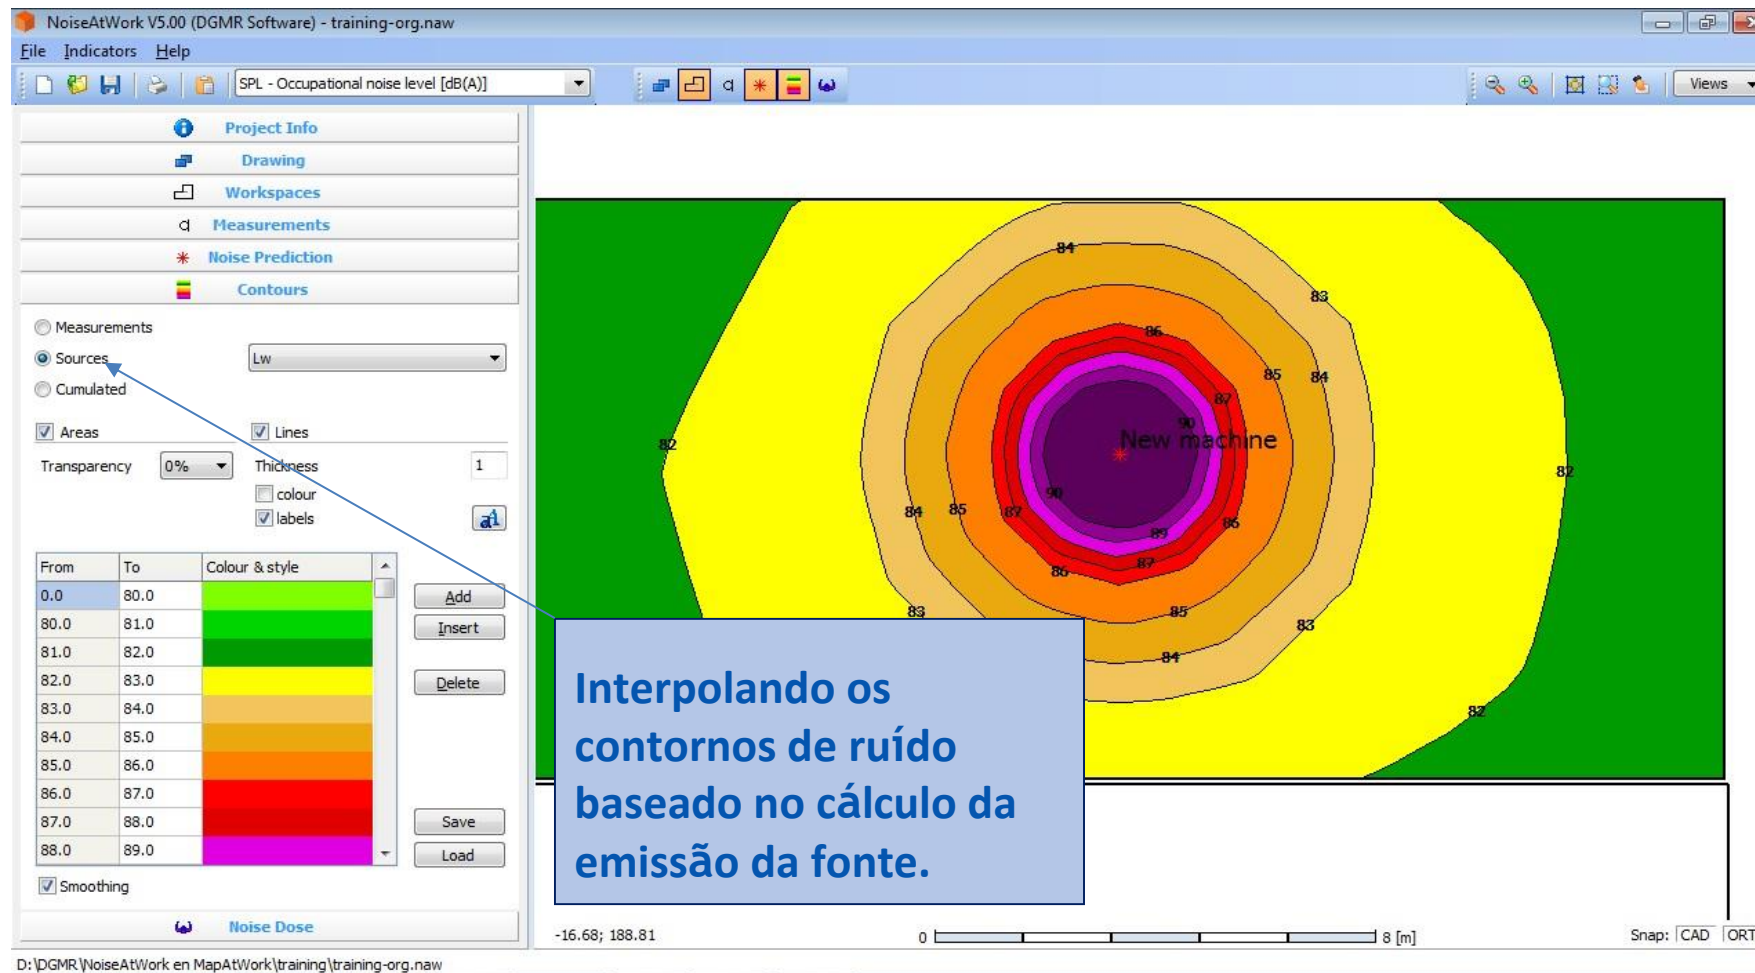 NoiseAtWork V5.00 (DGMR Software) - training-org.naw
File Indicators Help
SPL - Occupational noise level [dB(A)]
Views
Project Info
Drawing
Workspaces
Measurements
Noise Prediction
Contours
Measurements
Sources Lw
Cumulated
Areas Lines
Transparency 0% Thickness 1
colour
labels
From To Colour & style
0.0 80.0
80.0 81.0
81.0 82.0
82.0 83.0
83.0 84.0
84.0 85.0
85.0 86.0
86.0 87.0
87.0 88.0
88.0 89.0
Add
Insert
Delete
Save
Load
Smoothing
Noise Dose
84
83
86
85 84
87
90
New machine
82
82
90
84 85 87
86
89
87
86
83
85
83
84
82
Interpolando os
contornos de ruído
baseado no cálculo da
emissão da fonte.
-16.68; 188.81
0 8 [m]
Snap: CAD ORT
D:\DGMR\NoiseAtWork en MapAtWork\training\training-org.naw